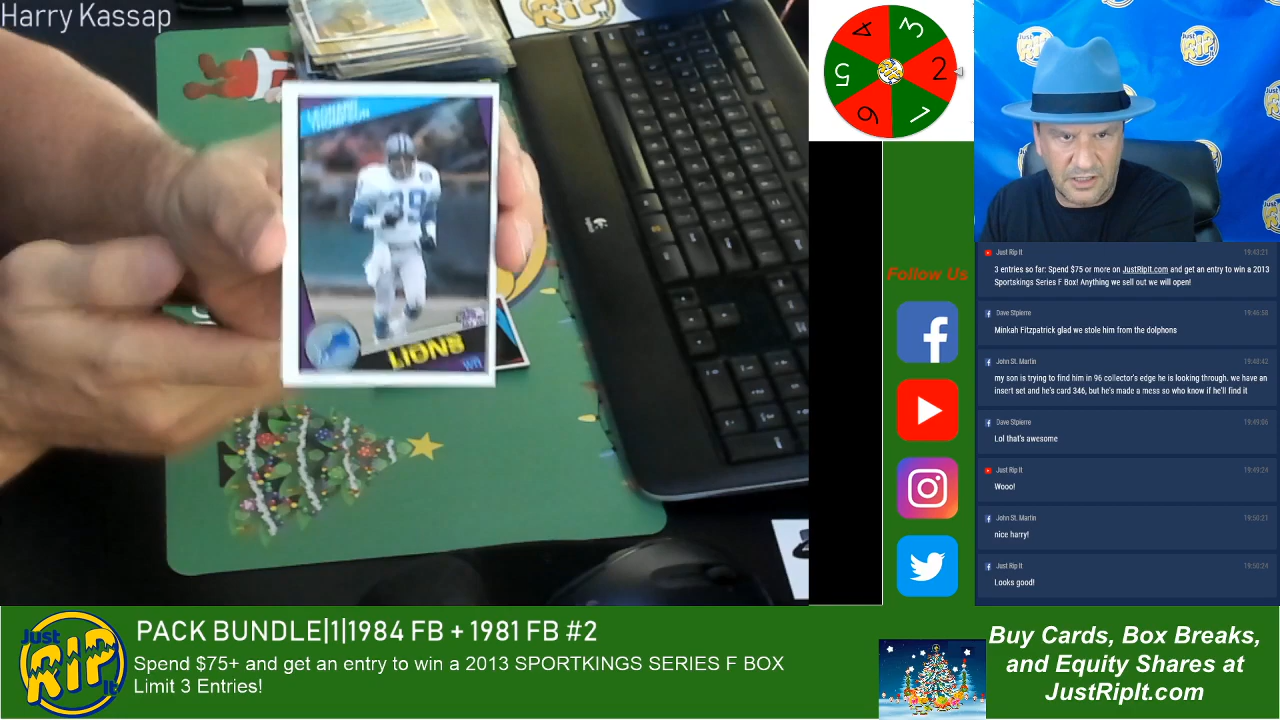 Harry Kassap
LEONARD
THOMPSON
39
LIONS
WR
4
3
5
2
6
1
Follow Us
Just Rip It 19:43:21
3 entries so far: Spend $75 or more on JustRipIt.com and get an entry to win a 2013
Sportskings Series F Box! Anything we sell out we will open!
Dave Stpierre 19:46:58
Minkah Fitzpatrick glad we stole him from the dolphons
John St. Martin 19:48:42
my son is trying to find him in 96 collector's edge he is looking through. we have an
insert set and he's card 346, but he's made a mess so who know if he'll find it
Dave Stpierre 19:49:06
Lol that's awesome
Just Rip It 19:49:24
Wooo!
John St. Martin 19:50:21
nice harry!
Just Rip It 19:50:24
Looks good!
Just
RIP
It
PACK BUNDLE|1|1984 FB + 1981 FB #2
Spend $75+ and get an entry to win a 2013 SPORTKINGS SERIES F BOX
Limit 3 Entries!
Buy Cards, Box Breaks,
and Equity Shares at
JustRipIt.com